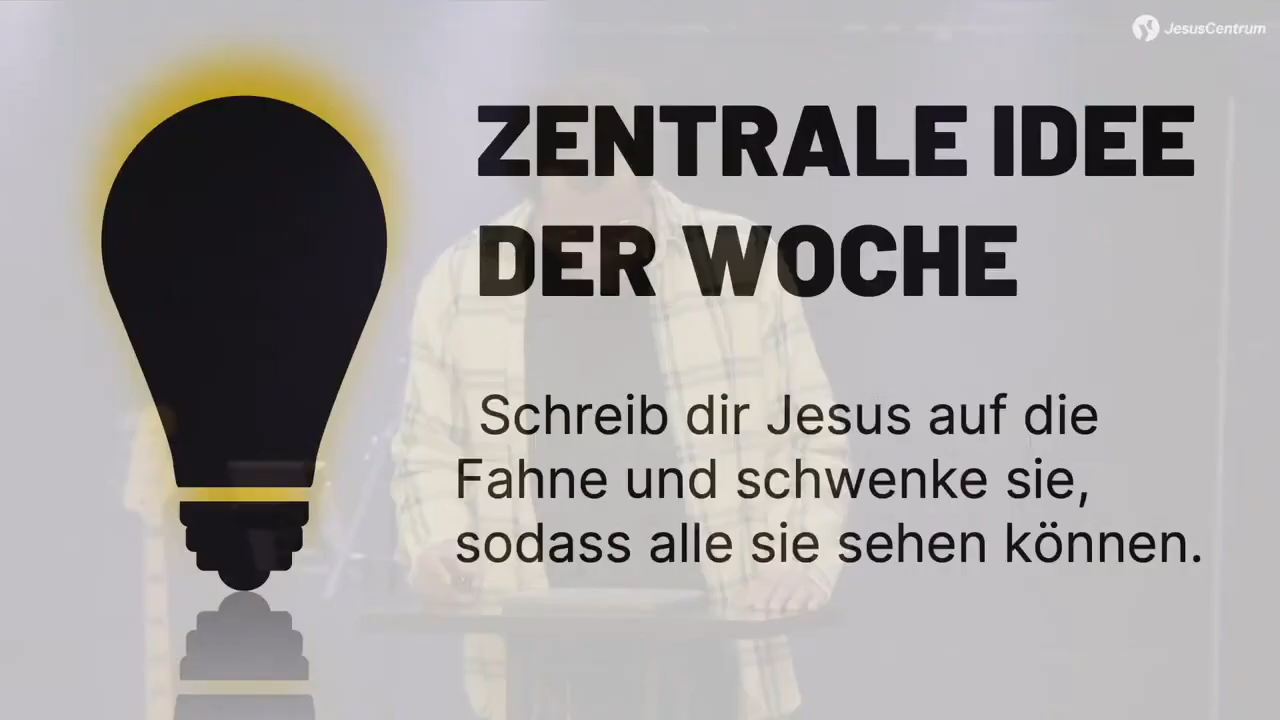 JesusCentrum
ZENTRALE IDEE
DER WOCHE
Schreib dir Jesus auf die
Fahne und schwenke sie,
sodass alle sie sehen können.